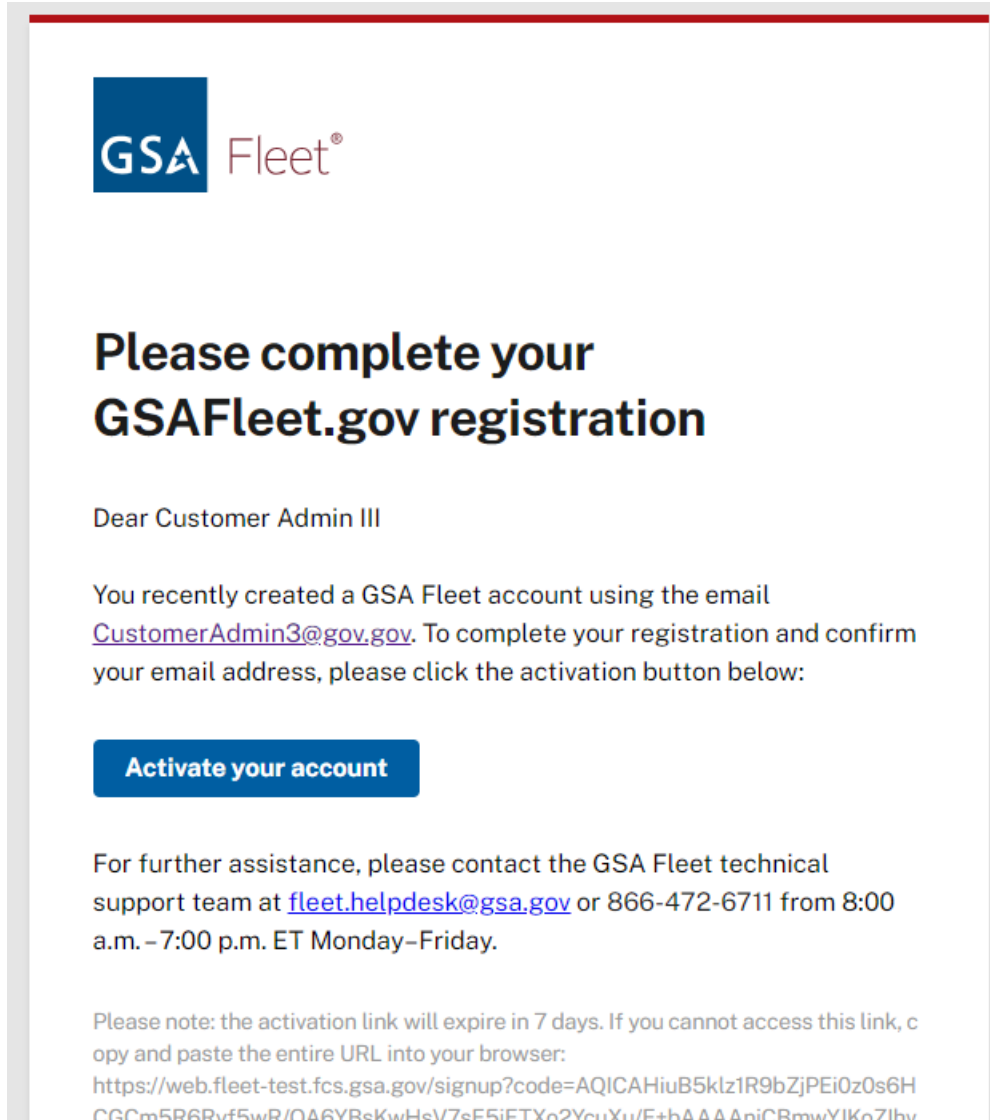 GSA Fleet®
Please complete your
GSAFleet.gov registration
Dear Customer Admin III
You recently created a GSA Fleet account using the email
CustomerAdmin3@gov.gov. To complete your registration and confirm
your email address, please click the activation button below:
Activate your account
For further assistance, please contact the GSA Fleet technical
support team at fleet.helpdesk@gsa.gov or 866-472-6711 from 8:00
a.m. – 7:00 p.m. ET Monday–Friday.
Please note: the activation link will expire in 7 days. If you cannot access this link, c
opy and paste the entire URL into your browser:
https://web.fleet-test.fcs.gsa.gov/signup?code=AQICAHiuB5klz1R9bZjPEi0z0s6H